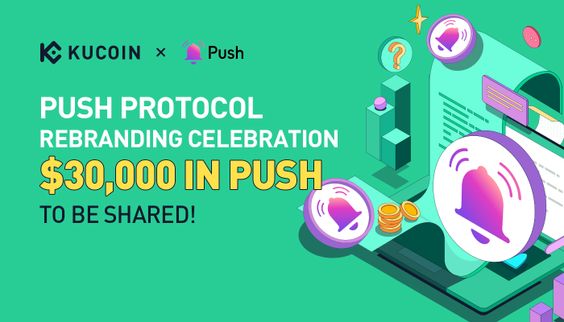 KUCOIN × Push
PUSH PROTOCOL
REBRANDING CELEBRATION
$30,000 IN PUSH
TO BE SHARED!
?